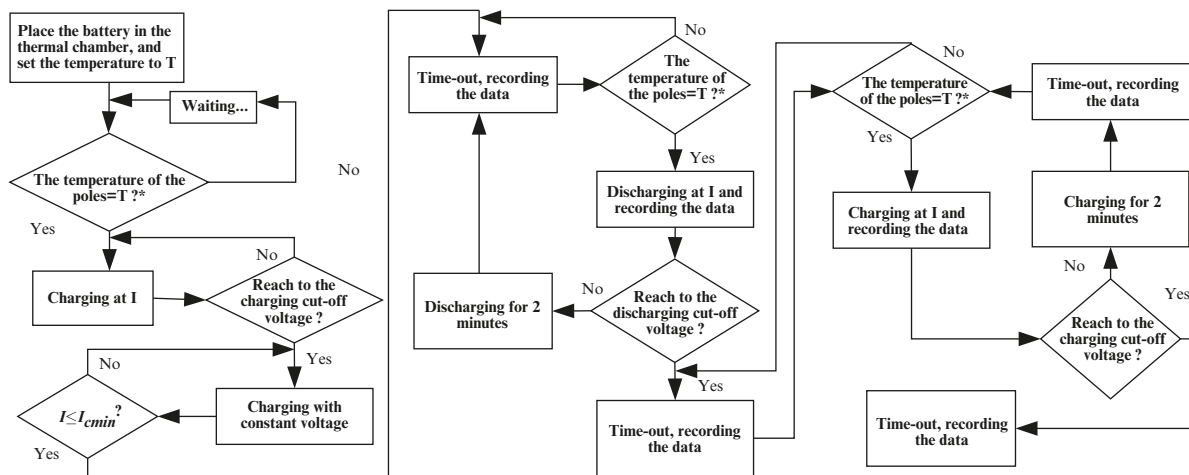 Place the battery in the
thermal chamber, and
set the temperature to T
Waiting...
The temperature of the
poles=T ?*
Yes
No
No
Charging at I
Reach to the
charging cut-off
voltage ?
Yes
No
I≤Icmin?
Charging with
constant voltage
Yes
No
Time-out, recording
the data
The
temperature of
the poles=T ?*
Yes
Discharging at I and
recording the data
Discharging for 2
minutes
No
Reach to the
discharging cut-off
voltage ?
Yes
Time-out, recording
the data
No
The temperature
of the poles=T ?*
Time-out, recording
the data
Yes
Charging at I and
recording the data
Charging for 2
minutes
No
Yes
Reach to the
charging cut-off
voltage ?
Time-out, recording
the data